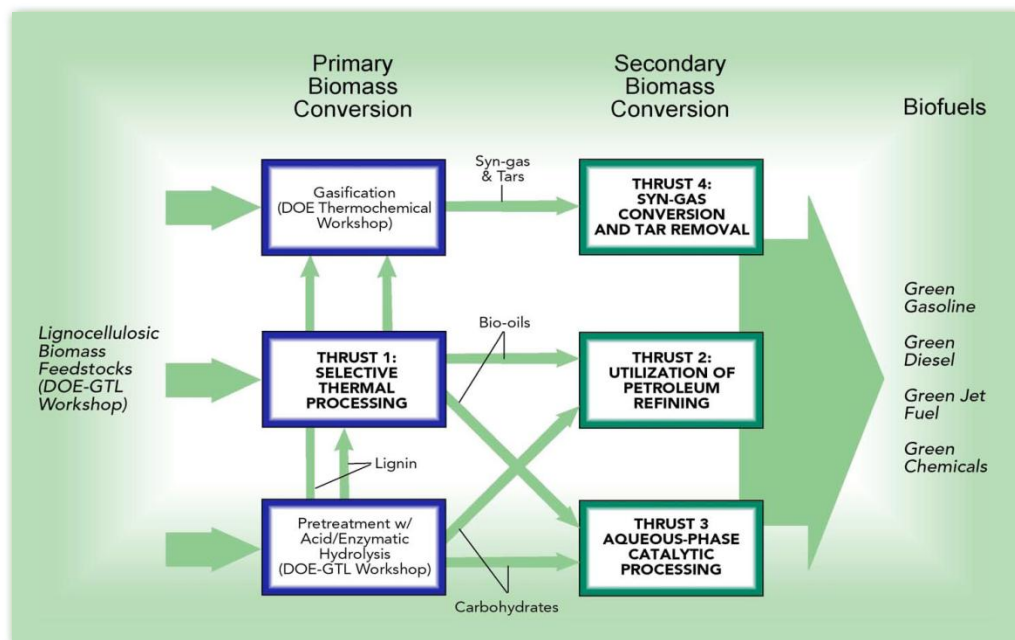 Primary
Biomass
Conversion
Secondary
Biomass
Conversion
Biofuels
Gasification
(DOE Thermochemical
Workshop)
Syn-gas
& Tars
THRUST 4:
SYN-GAS
CONVERSION
AND TAR REMOVAL
Lignocellulosic
Biomass
Feedstocks
(DOE-GTL
Workshop)
THRUST 1:
SELECTIVE
THERMAL
PROCESSING
Bio-oils
THRUST 2:
UTILIZATION OF
PETROLEUM
REFINING
Lignin
Pretreatment w/
Acid/Enzymatic
Hydrolysis
(DOE-GTL Workshop)
Carbohydrates
THRUST 3
AQUEOUS-PHASE
CATALYTIC
PROCESSING
Green
Gasoline
Green
Diesel
Green Jet
Fuel
Green
Chemicals